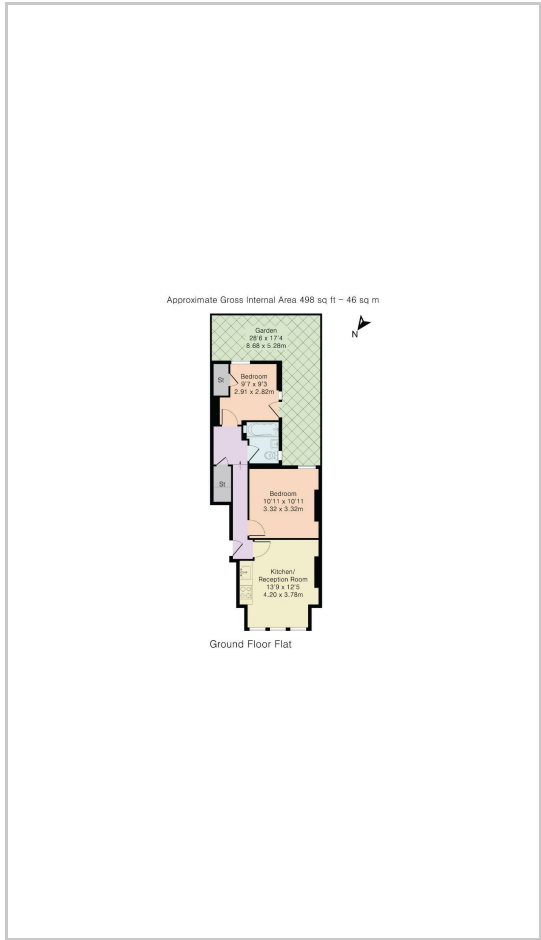 Approximate Gross Internal Area 498 sq ft - 46 sq m
N
Garden
28'6 x 17'4
8.68 x 5.28m
St
Bedroom
9'7 x 9'3
2.91 x 2.82m
St
Bedroom
10'11 x 10'11
3.32 x 3.32m
Kitchen/
Reception Room
13'9 x 12'5
4.20 x 3.78m
Ground Floor Flat